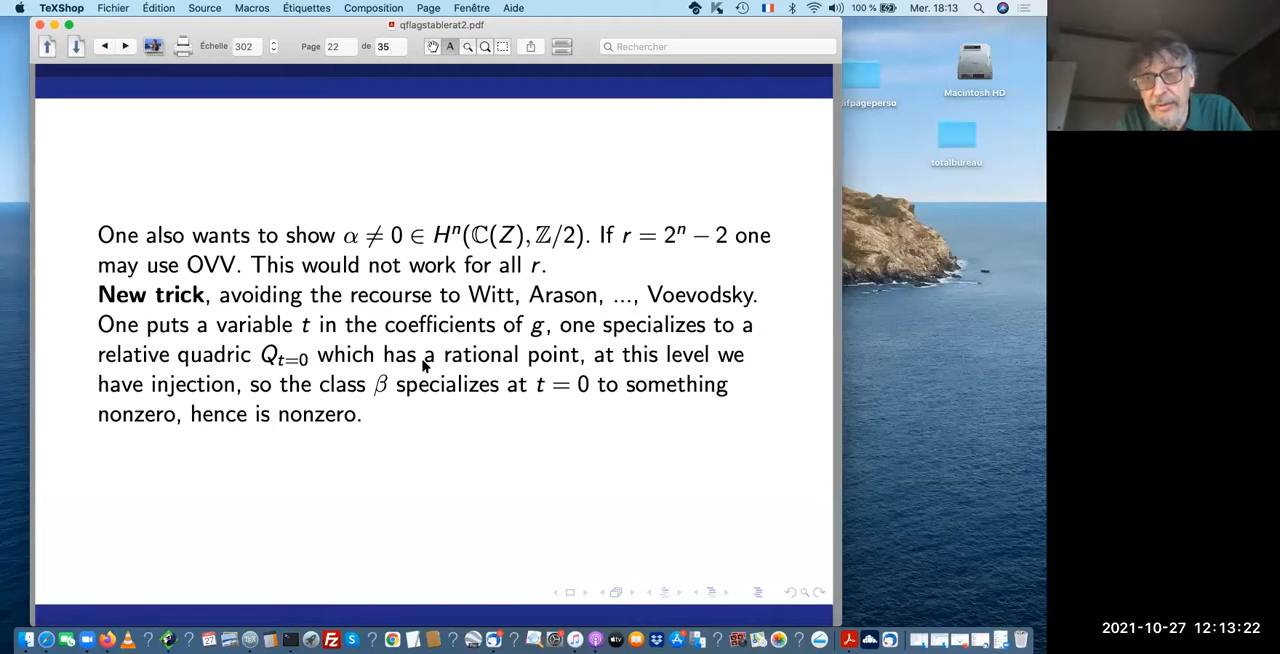 TeXShop Fichier Édition Source Macros Étiquettes Composition Page Fenêtre Aide 100 % Mer. 18:13
qflagstablerat2.pdf
Échelle 302 Page 22 de 35 Rechercher
One also wants to show α ≠ 0 ∈ Hⁿ(ℂ(Z), ℤ/2). If r = 2ⁿ − 2 one
may use OVV. This would not work for all r.
New trick, avoiding the recourse to Witt, Arason, ..., Voevodsky.
One puts a variable t in the coefficients of g, one specializes to a
relative quadric Qₜ₌₀ which has a rational point, at this level we
have injection, so the class β specializes at t = 0 to something
nonzero, hence is nonzero.
lifpageperso
Macintosh HD
totalbureau
2021-10-27 12:13:22